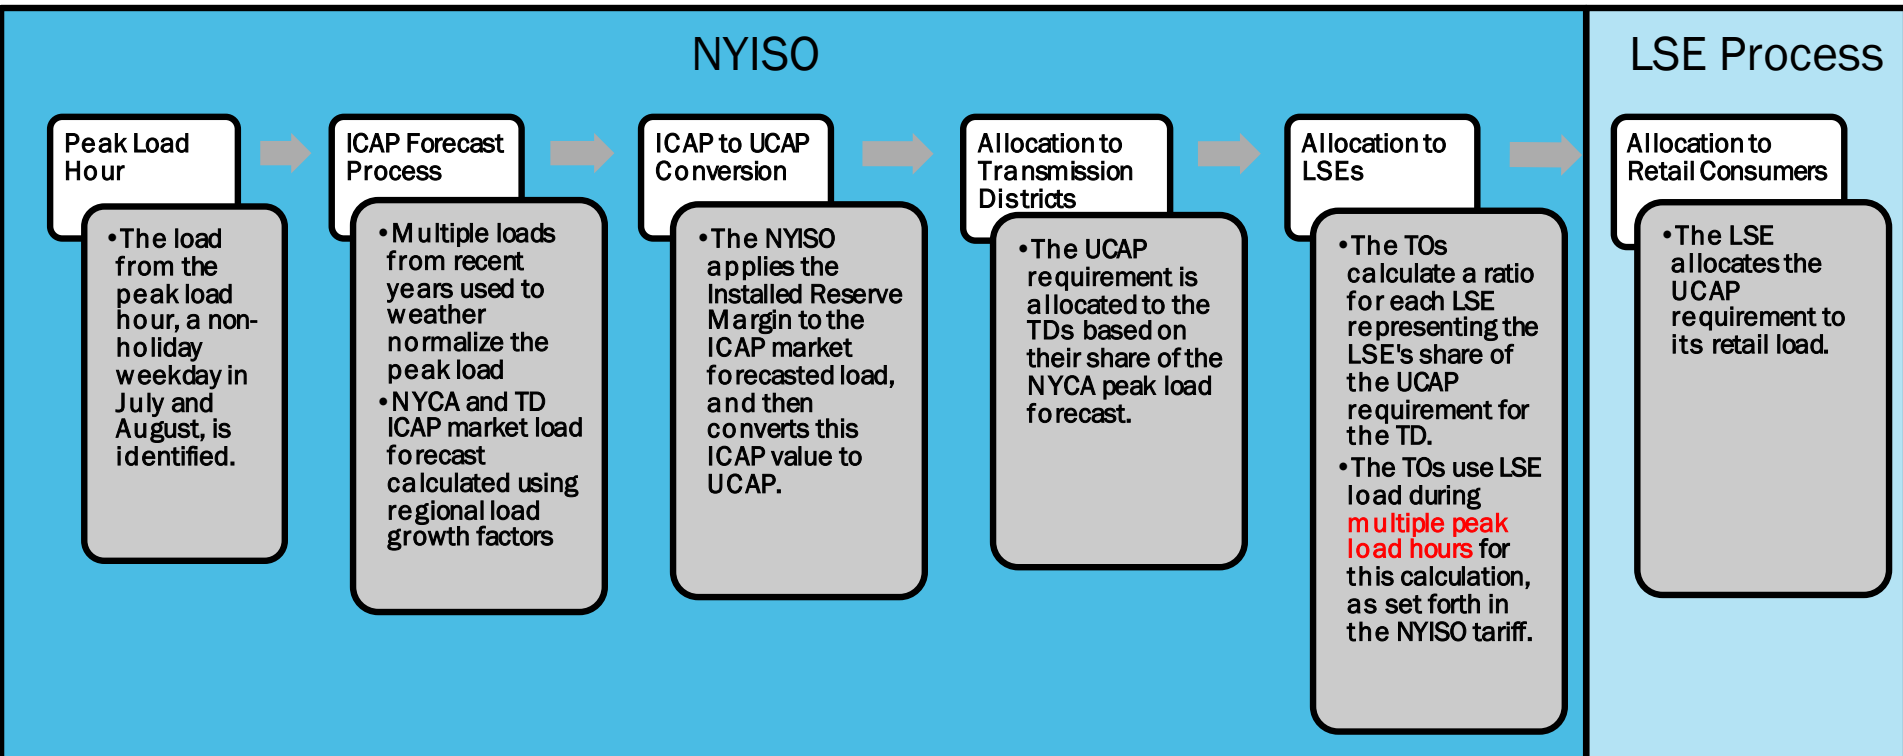 NYISO
LSE Process
Peak Load
Hour
•The load
from the
peak load
hour, a non-
holiday
weekday in
July and
August, is
identified.
ICAP Forecast
Process
•Multiple loads
from recent
years used to
weather
normalize the
peak load
•NYCA and TD
ICAP market load
forecast
calculated using
regional load
growth factors
ICAP to UCAP
Conversion
•The NYISO
applies the
Installed Reserve
Margin to the
ICAP market
forecasted load,
and then
converts this
ICAP value to
UCAP.
Allocation to
Transmission
Districts
•The UCAP
requirement is
allocated to the
TDs based on
their share of the
NYCA peak load
forecast.
Allocation to
LSEs
•The TOs
calculate a ratio
for each LSE
representing the
LSE's share of
the UCAP
requirement for
the TD.
•The TOs use LSE
load during
multiple peak
load hours for
this calculation,
as set forth in
the NYISO tariff.
Allocation to
Retail Consumers
•The LSE
allocates the
UCAP
requirement to
its retail load.